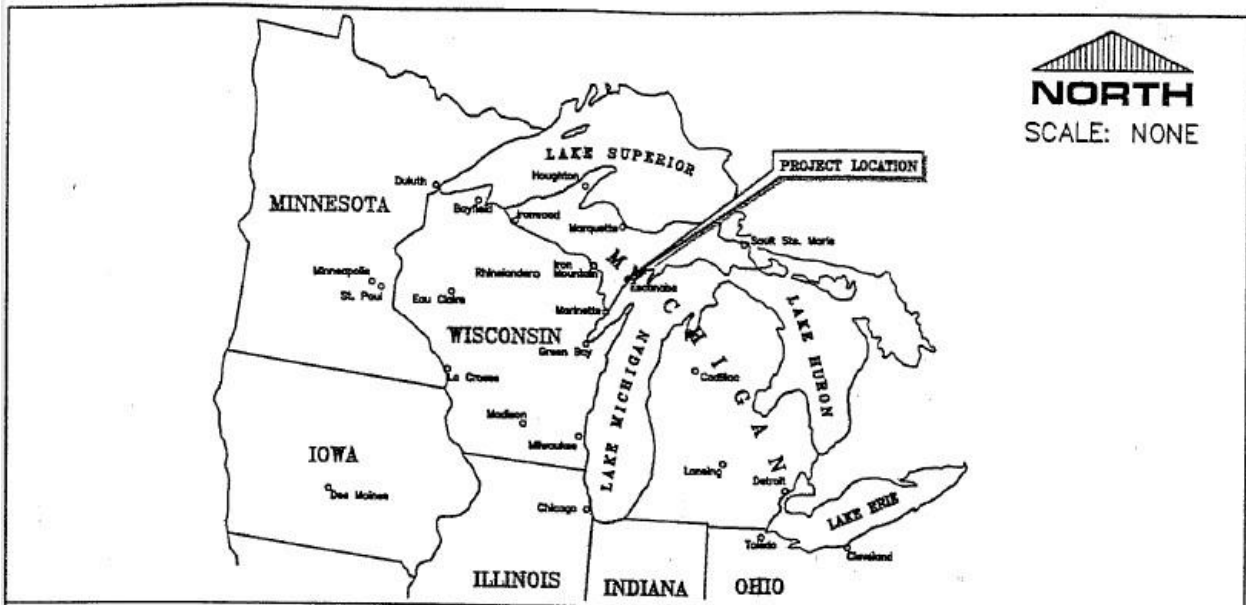 NORTH
SCALE: NONE
PROJECT LOCATION
LAKE SUPERIOR
Houghton
Duluth
MINNESOTA
Bayfield
Ironwood
Marquette
Sault Ste. Marie
Minneapolis
St. Paul
Rhinelander
Iron
Mountain
Escanaba
Eau Claire
Marinette
MICHIGAN
WISCONSIN
Green Bay
LAKE HURON
LAKE MICHIGAN
La Crosse
Cadillac
Madison
Milwaukee
IOWA
Des Moines
Lansing
Detroit
Chicago
LAKE ERIE
Toledo
Cleveland
ILLINOIS
INDIANA
OHIO